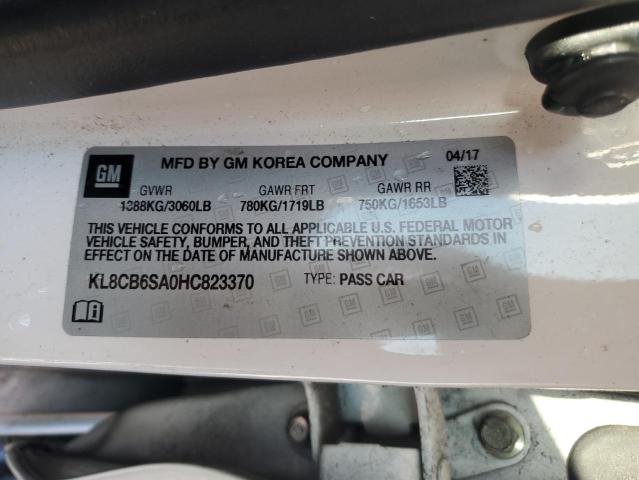 GM
MFD BY GM KOREA COMPANY 04/17
GVWR GAWR FRT GAWR RR
1388KG/3060LB 780KG/1719LB 750KG/1653LB
THIS VEHICLE CONFORMS TO ALL APPLICABLE U.S. FEDERAL MOTOR
VEHICLE SAFETY, BUMPER, AND THEFT PREVENTION STANDARDS IN
EFFECT ON THE DATE OF MANUFACTURE SHOWN ABOVE.
KL8CB6SA0HC823370 TYPE: PASS CAR